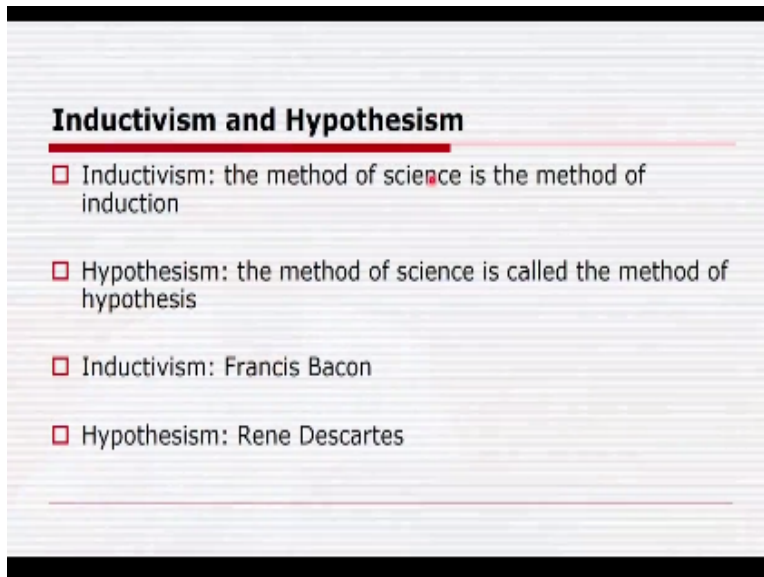 Inductivism and Hypothesism
Inductivism: the method of science is the method of
induction
Hypothesism: the method of science is called the method of
hypothesis
Inductivism: Francis Bacon
Hypothesism: Rene Descartes